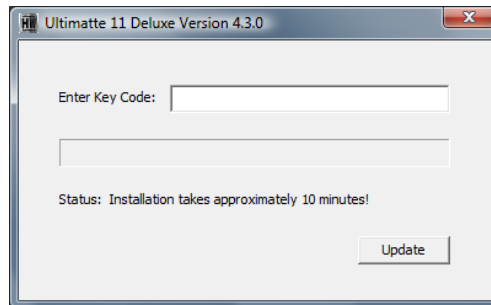 Ultimatte 11 Deluxe Version 4.3.0
Enter Key Code:
Status: Installation takes approximately 10 minutes!
Update